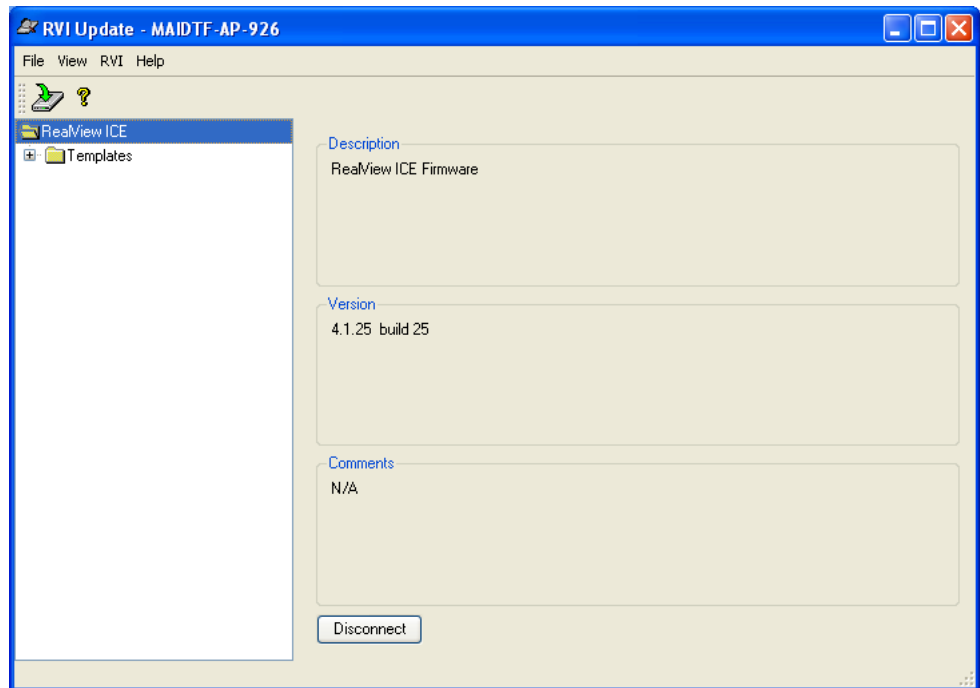 RVI Update - MAIDTF-AP-926
File View RVI Help
RealView ICE
Templates
Description
RealView ICE Firmware
Version
4.1.25 build 25
Comments
N/A
Disconnect